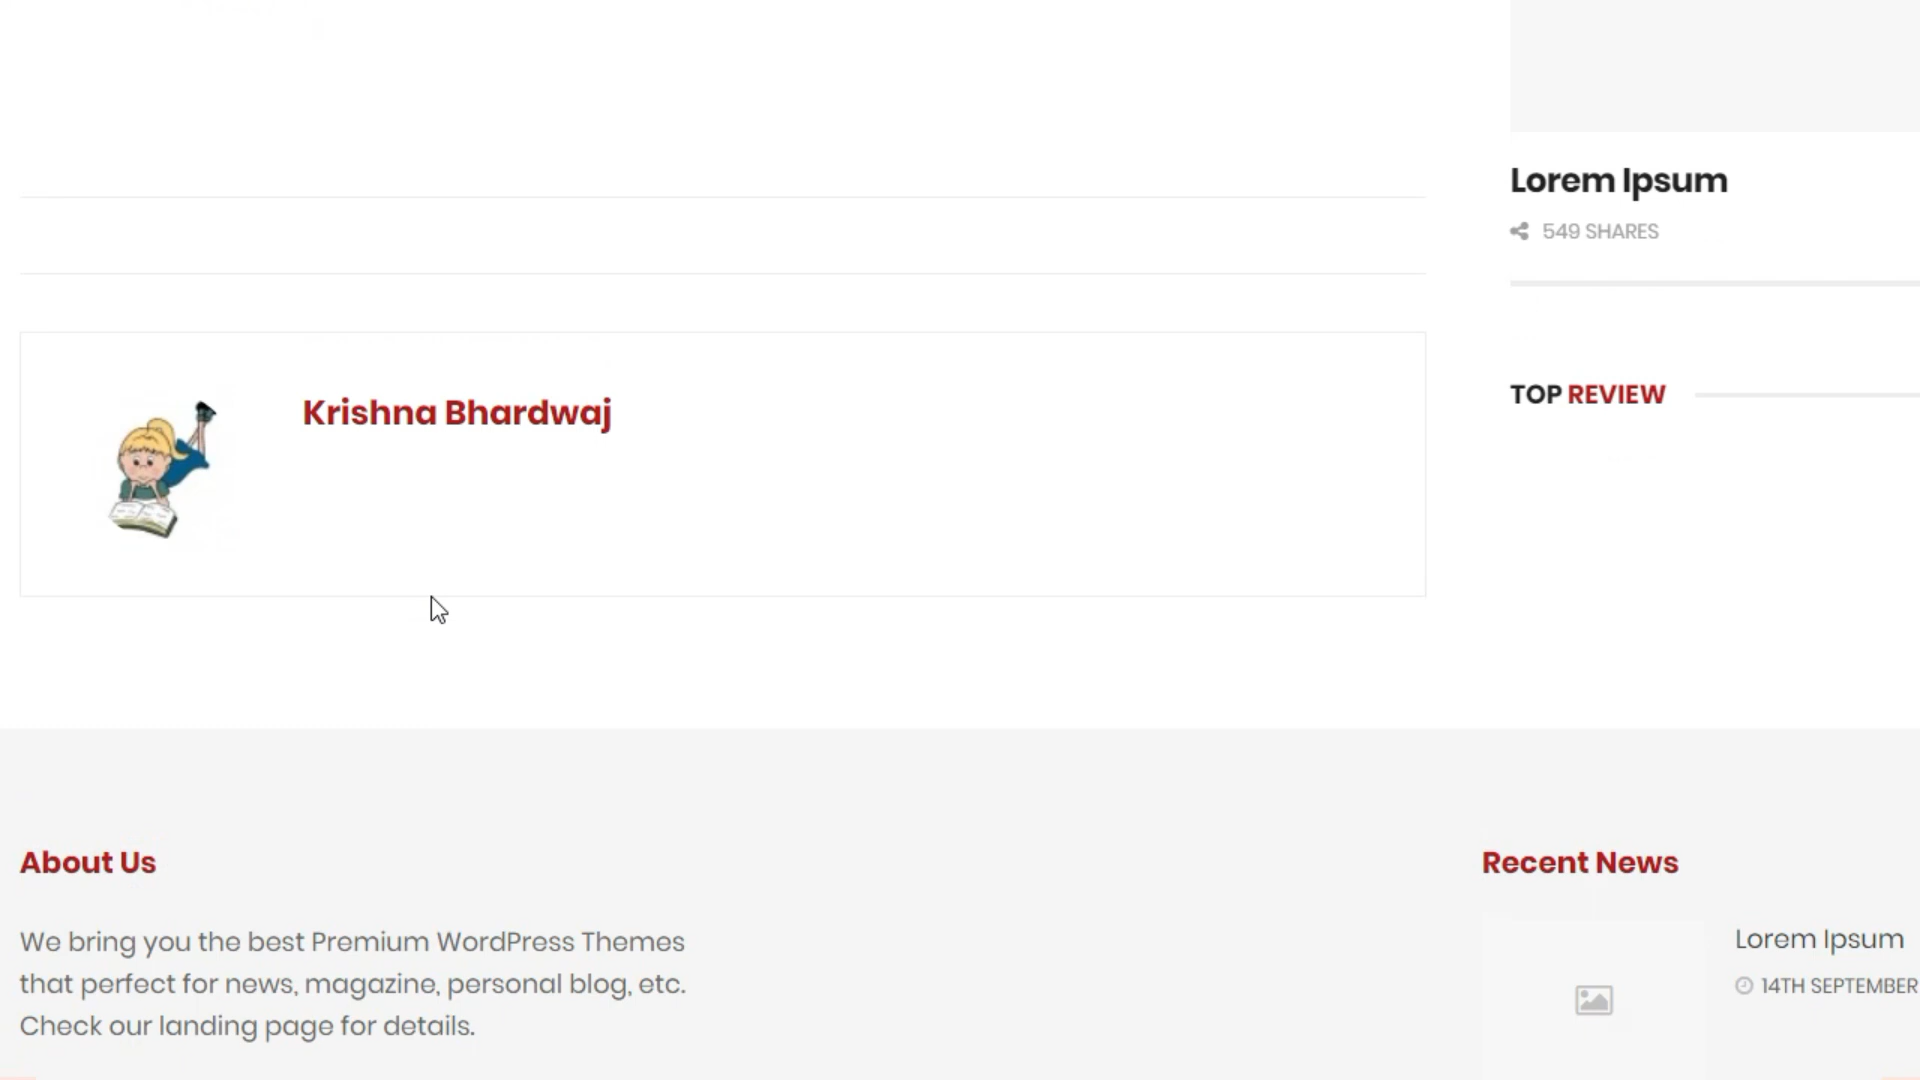 Lorem Ipsum
549 SHARES
TOP REVIEW
Krishna Bhardwaj
About Us
We bring you the best Premium WordPress Themes
that perfect for news, magazine, personal blog, etc.
Check our landing page for details.
Recent News
Lorem Ipsum
14TH SEPTEMBER